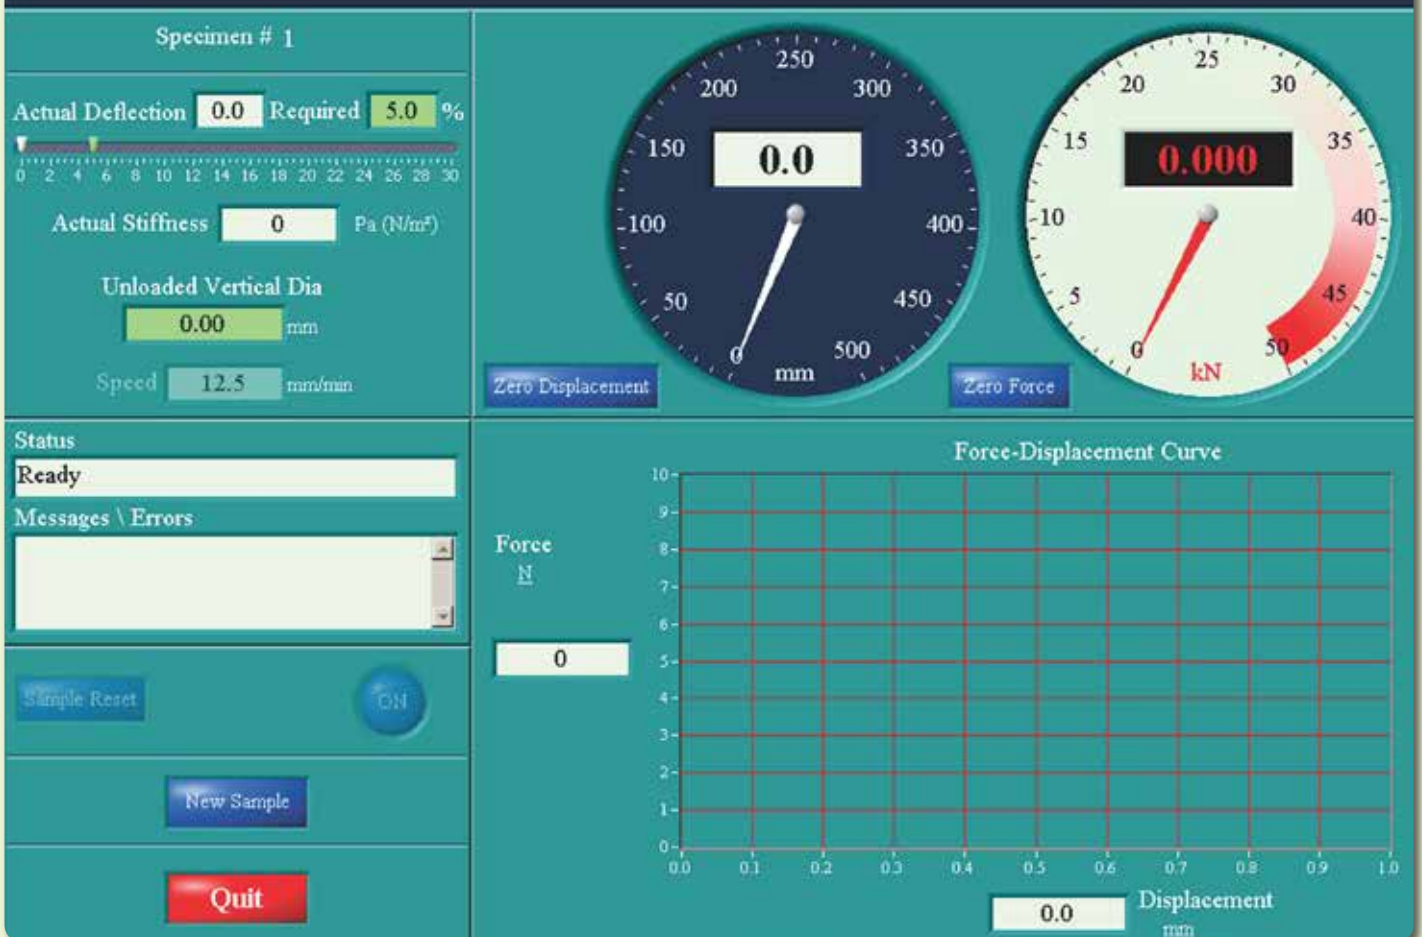 Specimen # 1
Actual Deflection 0.0 Required 5.0 %
0 2 4 6 8 10 12 14 16 18 20 22 24 26 28 30
Actual Stiffness 0 Pa (N/m²)
Unloaded Vertical Dia
0.00 mm
Speed 12.5 mm/min
0 50 100 150 200 250 300 350 400 450 500
0.0
mm
Zero Displacement
0 5 10 15 20 25 30 35 40 45 50
0.000
kN
Zero Force
Status
Ready
Messages \ Errors
Sample Reset
ON
New Sample
Quit
Force-Displacement Curve
Force
N
0
10
9
8
7
6
5
4
3
2
1
0
0.0 0.1 0.2 0.3 0.4 0.5 0.6 0.7 0.8 0.9 1.0
0.0 Displacement
mm